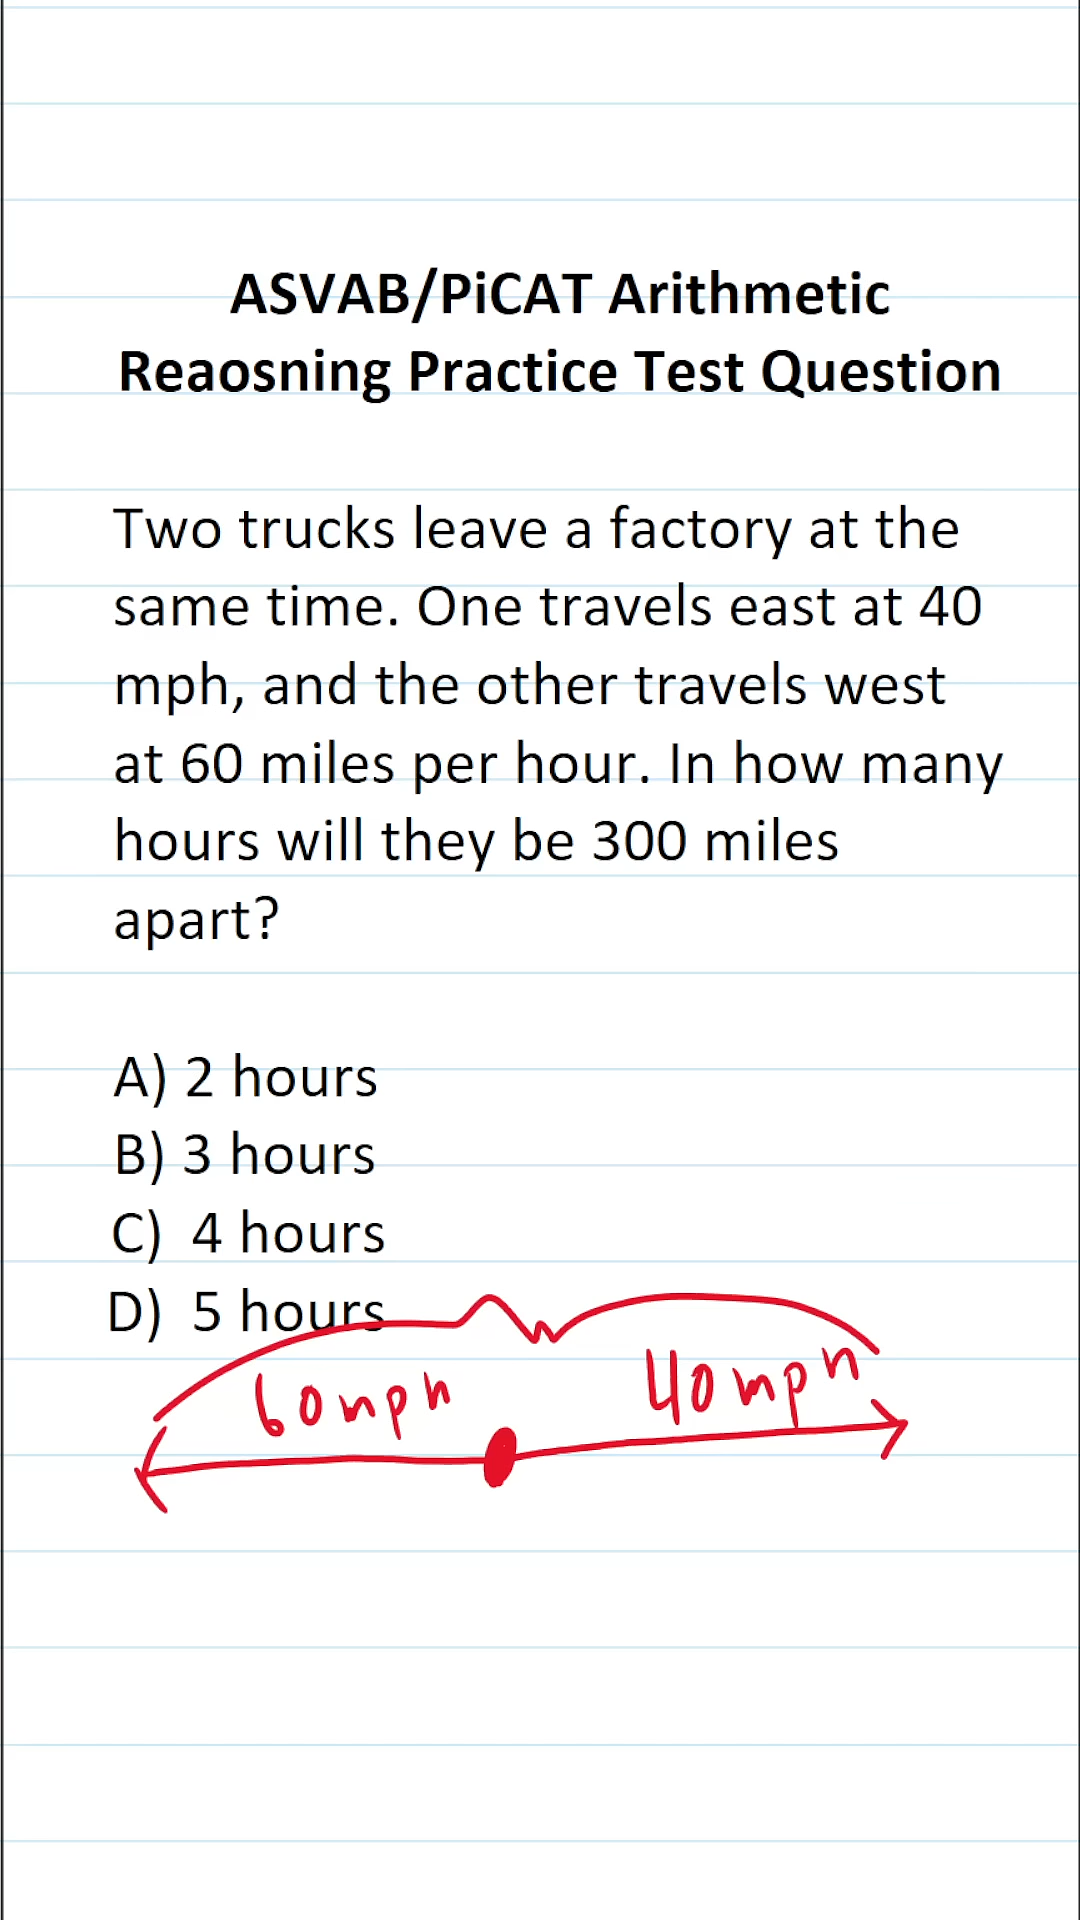 ASVAB/PiCAT Arithmetic
Reaosning Practice Test Question
Two trucks leave a factory at the
same time. One travels east at 40
mph, and the other travels west
at 60 miles per hour. In how many
hours will they be 300 miles
apart?
A) 2 hours
B) 3 hours
C) 4 hours
D) 5 hours
60mph 40mph